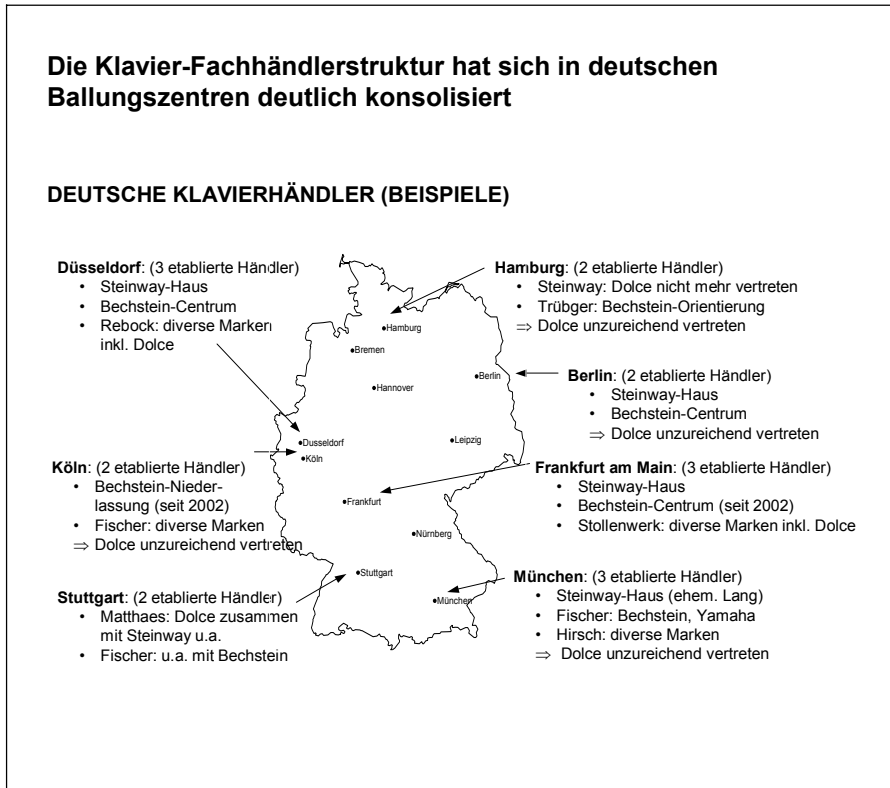 Die Klavier-Fachhändlerstruktur hat sich in deutschen
Ballungszentren deutlich konsolisiert
DEUTSCHE KLAVIERHÄNDLER (BEISPIELE)
Düsseldorf: (3 etablierte Händler)
• Steinway-Haus
• Bechstein-Centrum
• Rebock: diverse Marken
inkl. Dolce
Hamburg: (2 etablierte Händler)
• Steinway: Dolce nicht mehr vertreten
• Trübger: Bechstein-Orientierung
⇒ Dolce unzureichend vertreten
Berlin: (2 etablierte Händler)
• Steinway-Haus
• Bechstein-Centrum
⇒ Dolce unzureichend vertreten
Köln: (2 etablierte Händler)
• Bechstein-Nieder-
lassung (seit 2002)
• Fischer: diverse Marken
⇒ Dolce unzureichend vertreten
Frankfurt am Main: (3 etablierte Händler)
• Steinway-Haus
• Bechstein-Centrum (seit 2002)
• Stollenwerk: diverse Marken inkl. Dolce
Stuttgart: (2 etablierte Händler)
• Matthaes: Dolce zusammen
mit Steinway u.a.
• Fischer: u.a. mit Bechstein
München: (3 etablierte Händler)
• Steinway-Haus (ehem. Lang)
• Fischer: Bechstein, Yamaha
• Hirsch: diverse Marken
⇒ Dolce unzureichend vertreten
Hamburg
Bremen
Hannover
Berlin
Dusseldorf
Köln
Leipzig
Frankfurt
Nürnberg
Stuttgart
München